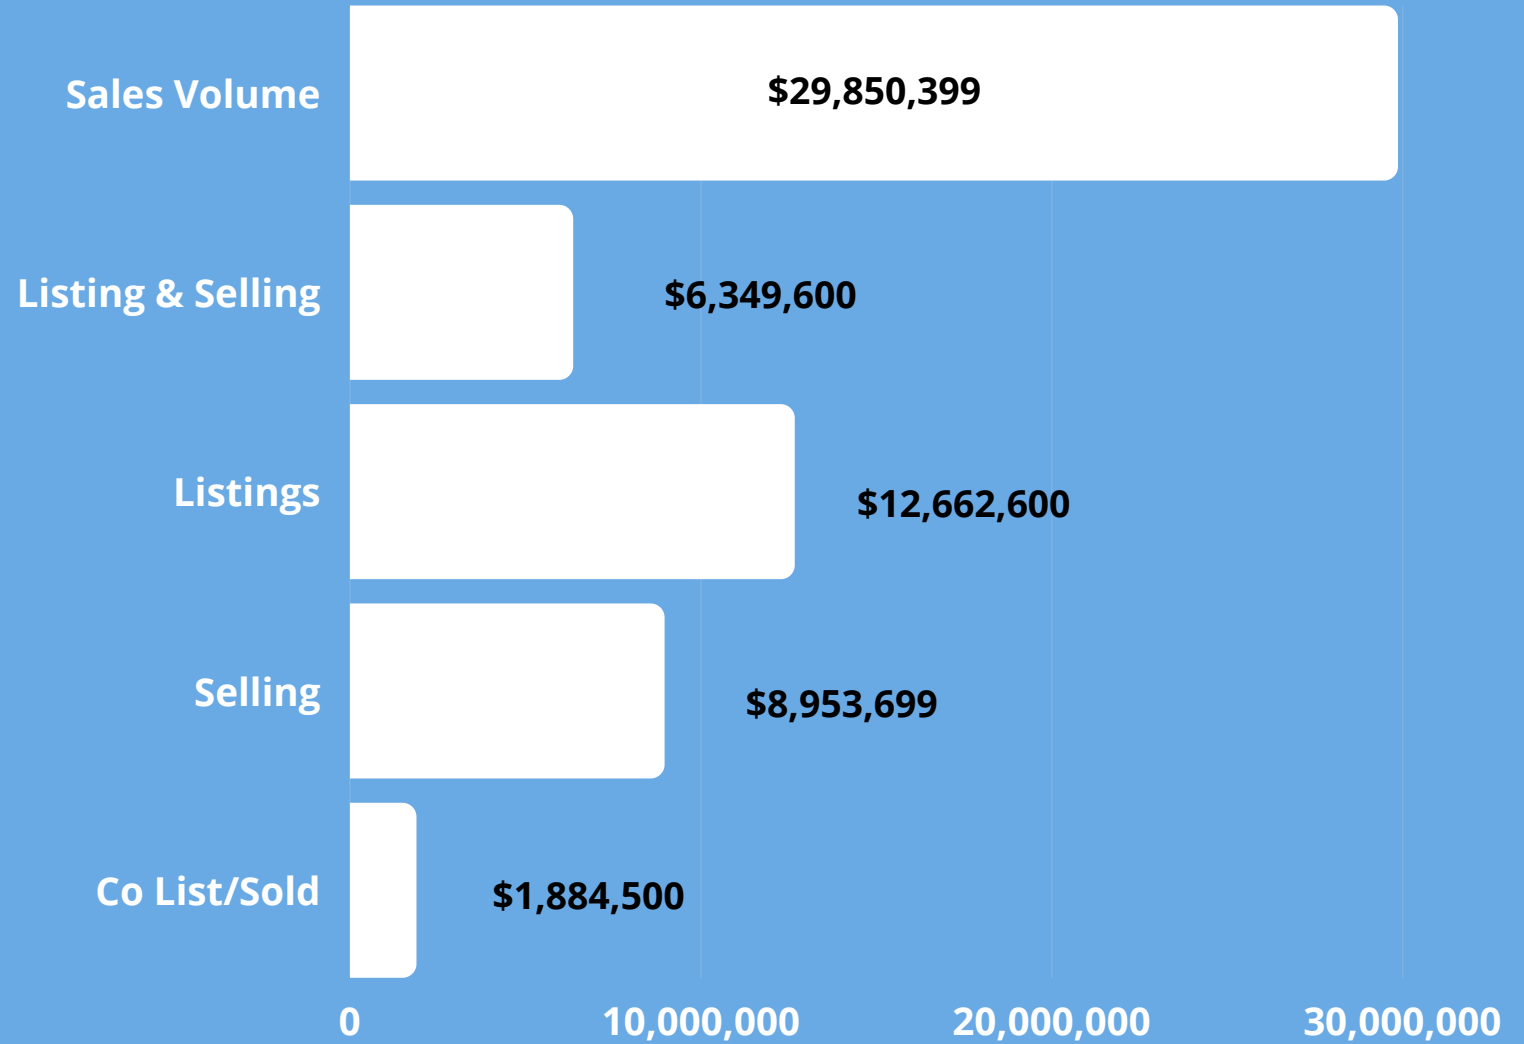 Sales Volume
$29,850,399
Listing & Selling
$6,349,600
Listings
$12,662,600
Selling
$8,953,699
Co List/Sold
$1,884,500
0 10,000,000 20,000,000 30,000,000